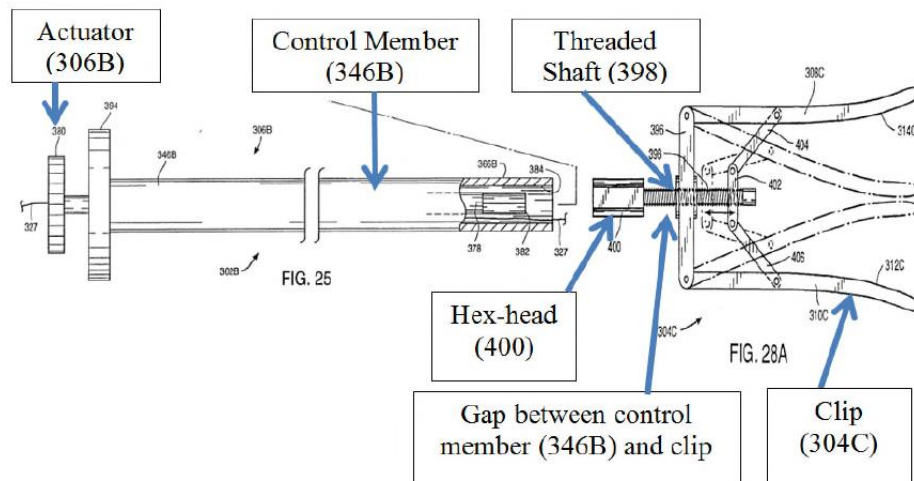 Actuator
(306B)
Control Member
(346B)
Threaded
Shaft (398)
394
380
306B
346B
366B
384
327
378
382
327
302B
FIG. 25
308C
314C
396
398
404
402
400
406
312C
310C
304C
FIG. 28A
Hex-head
(400)
Gap between control
member (346B) and clip
Clip
(304C)